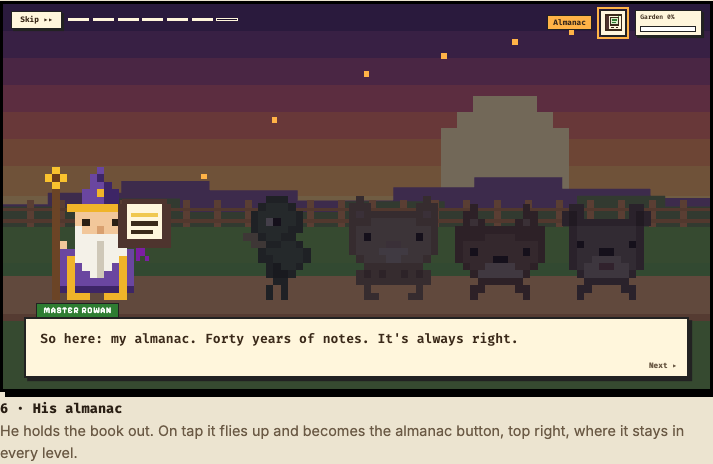 Skip ▸▸
Almanac
Garden 0%
MASTER ROWAN
So here: my almanac. Forty years of notes. It's always right.
Next ▸
6 · His almanac
He holds the book out. On tap it flies up and becomes the almanac button, top right, where it stays in
every level.